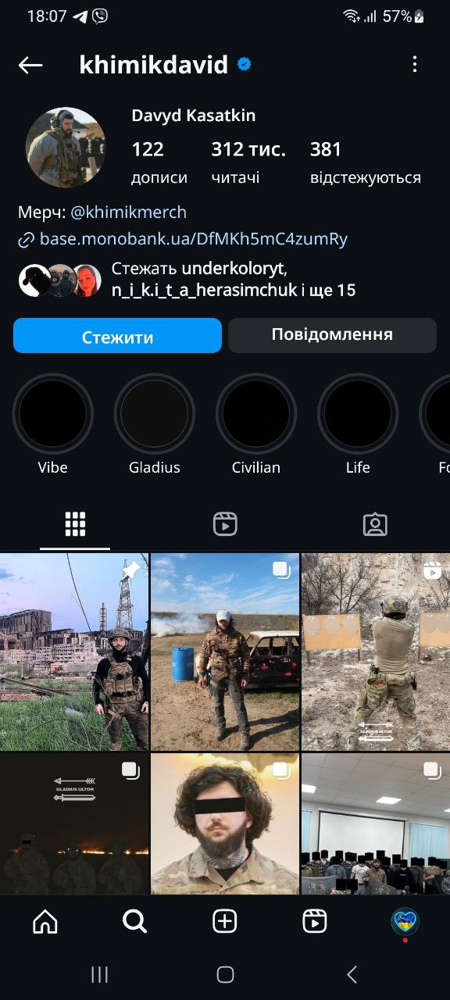 18:07
57%
khimikdavid
Davyd Kasatkin
122 312 тис. 381
дописи читачі відстежуються
Мерч: @khimikmerch
base.monobank.ua/DfMKh5mC4zumRy
Стежать underkoloryt,
n_i_k.i_t_a_herasimchuk і ще 15
Стежити Повідомлення
Vibe Gladius Civilian Life Fo
GLADIUS ULTOR
GLADIUS ULTOR